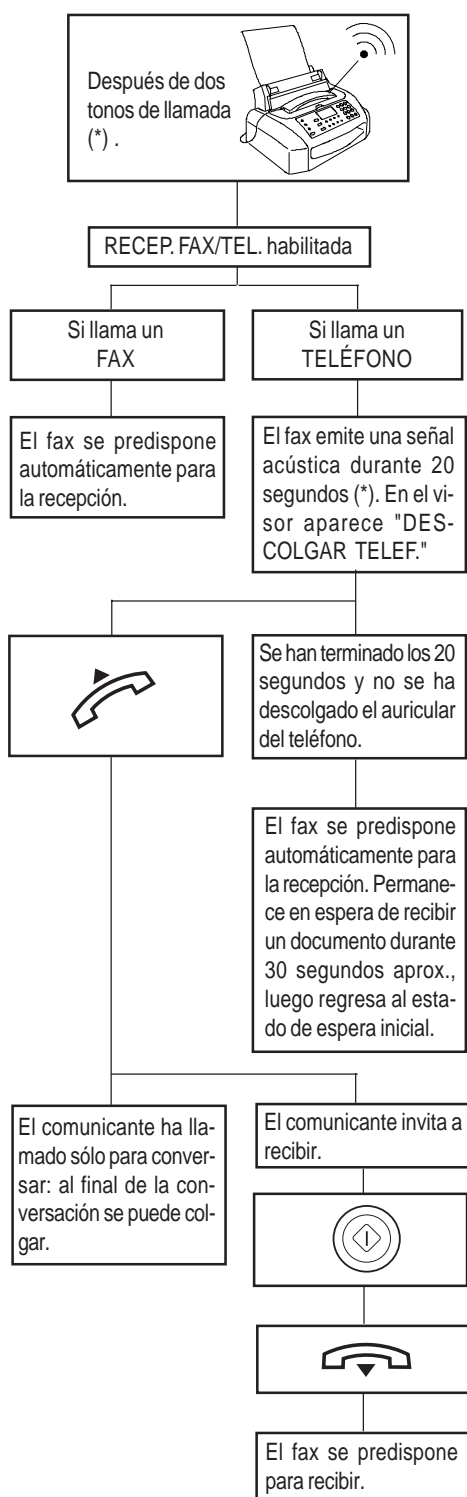 Después de dos
tonos de llamada
(*) .
RECEP. FAX/TEL. habilitada
Si llama un
FAX
Si llama un
TELÉFONO
El fax se predispone
automáticamente para
la recepción.
El fax emite una señal
acústica durante 20
segundos (*). En el vi-
sor aparece "DES-
COLGAR TELEF."
Se han terminado los 20
segundos y no se ha
descolgado el auricular
del teléfono.
El fax se predispone
automáticamente para
la recepción. Permane-
ce en espera de recibir
un documento durante
30 segundos aprox.,
luego regresa al esta-
do de espera inicial.
El comunicante ha lla-
mado sólo para conver-
sar: al final de la con-
versación se puede col-
gar.
El comunicante invita a
recibir.
El fax se predispone
para recibir.